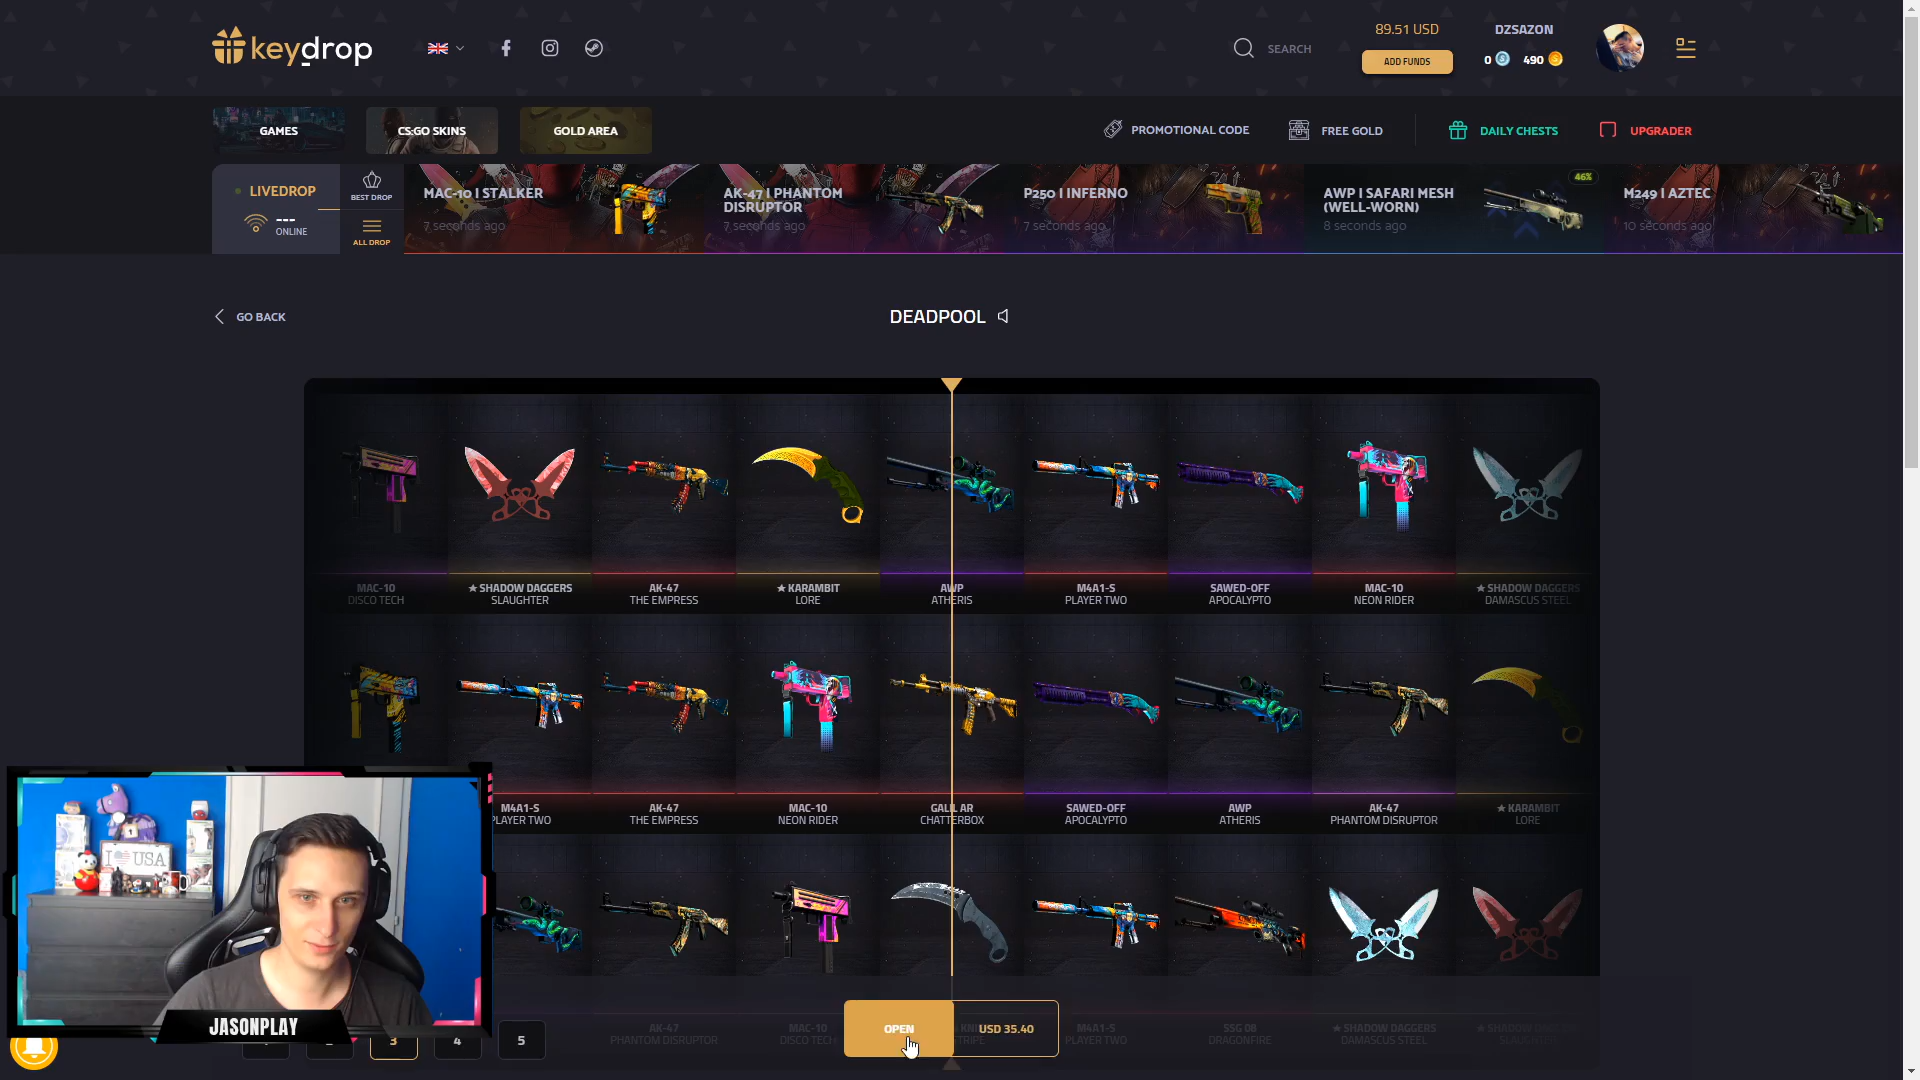 keydrop
SEARCH
89.51 USD
ADD FUNDS
DZSAZON
0
490
GAMES
CS:GO SKINS
GOLD AREA
PROMOTIONAL CODE
FREE GOLD
DAILY CHESTS
UPGRADER
LIVEDROP
---
ONLINE
BEST DROP
ALL DROP
MAC-10 | STALKER
7 seconds ago
AK-47 | PHANTOM
DISRUPTOR
7 seconds ago
P250 | INFERNO
7 seconds ago
AWP | SAFARI MESH
(WELL-WORN)
8 seconds ago
46%
M249 | AZTEC
10 seconds ago
GO BACK
DEADPOOL
MAC-10
DISCO TECH
★ SHADOW DAGGERS
SLAUGHTER
AK-47
THE EMPRESS
★ KARAMBIT
LORE
AWP
ATHERIS
M4A1-S
PLAYER TWO
SAWED-OFF
APOCALYPTO
MAC-10
NEON RIDER
★ SHADOW DAGGERS
DAMASCUS STEEL
M4A1-S
PLAYER TWO
AK-47
THE EMPRESS
MAC-10
NEON RIDER
GALIL AR
CHATTERBOX
SAWED-OFF
APOCALYPTO
AWP
ATHERIS
AK-47
PHANTOM DISRUPTOR
★ KARAMBIT
LORE
I USA
JASONPLAY
3
4
5
AK-47
PHANTOM DISRUPTOR
MAC-10
DISCO TECH
OPEN
USD 35.40
M4A1-S
PLAYER TWO
SSG 08
DRAGONFIRE
★ SHADOW DAGGERS
DAMASCUS STEEL
★ SHADOW DAGGERS
SLAUGHTER